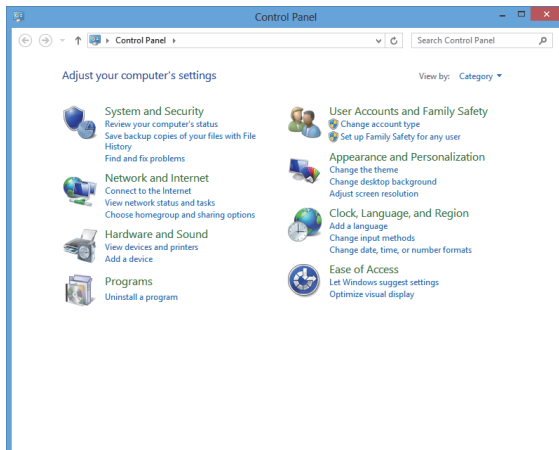 Control Panel
Control Panel
Search Control Panel
Adjust your computer's settings
View by: Category
System and Security
Review your computer's status
Save backup copies of your files with File
History
Find and fix problems
Network and Internet
Connect to the Internet
View network status and tasks
Choose homegroup and sharing options
Hardware and Sound
View devices and printers
Add a device
Programs
Uninstall a program
User Accounts and Family Safety
Change account type
Set up Family Safety for any user
Appearance and Personalization
Change the theme
Change desktop background
Adjust screen resolution
Clock, Language, and Region
Add a language
Change input methods
Change date, time, or number formats
Ease of Access
Let Windows suggest settings
Optimize visual display